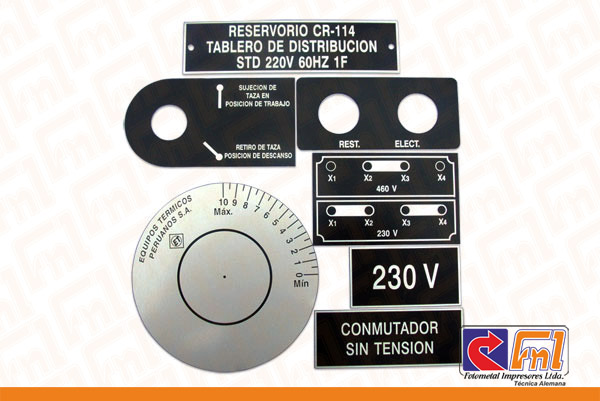 RESERVORIO CR-114
TABLERO DE DISTRIBUCION
STD 220V 60HZ 1F
SUJECION DE
TAZA EN
POSICION DE TRABAJO
RETIRO DE TAZA
POSICION DE DESCANSO
REST. ELECT.
X1 X2 X3 X4
460 V
X1 X2 X3 X4
230 V
EQUIPOS TERMICOS
PERUANOS S.A.
ET
10 9 8 7 6 5 4 3 2 1 0
Máx.
Mín
230 V
CONMUTADOR
SIN TENSION
fml
Fotometal Impresores Ltda.
Técnica Alemana